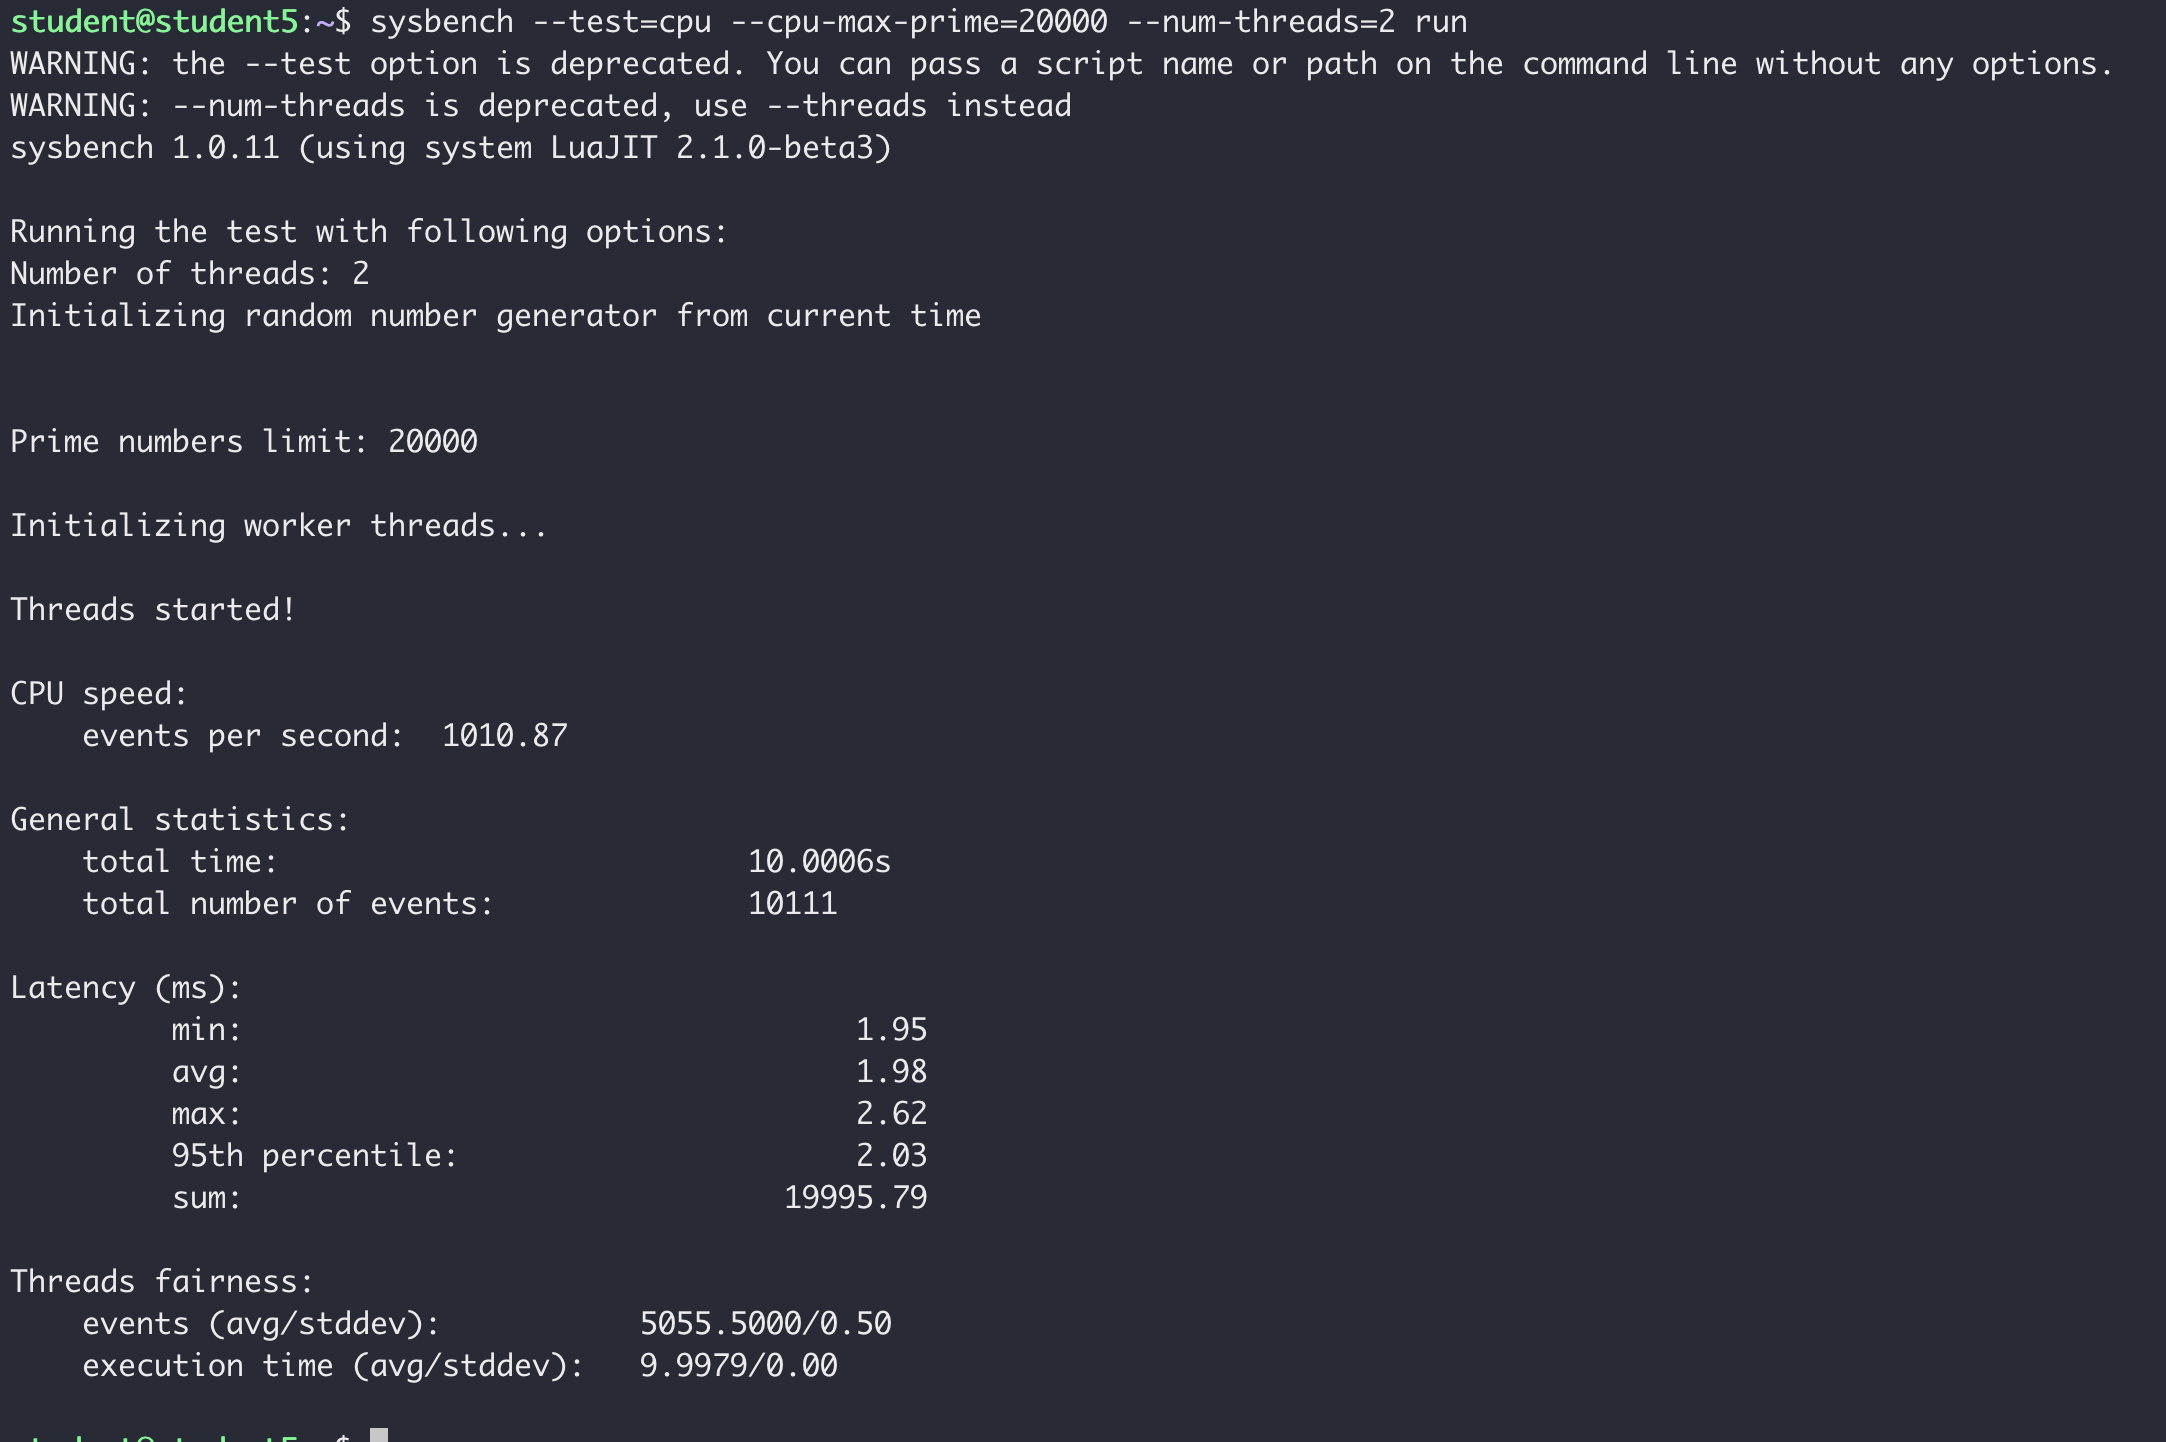 student@student5:~$ sysbench --test=cpu --cpu-max-prime=20000 --num-threads=2 run
WARNING: the --test option is deprecated. You can pass a script name or path on the command line without any options.
WARNING: --num-threads is deprecated, use --threads instead
sysbench 1.0.11 (using system LuaJIT 2.1.0-beta3)
Running the test with following options:
Number of threads: 2
Initializing random number generator from current time
Prime numbers limit: 20000
Initializing worker threads...
Threads started!
CPU speed:
events per second: 1010.87
General statistics:
total time: 10.0006s
total number of events: 10111
Latency (ms):
min: 1.95
avg: 1.98
max: 2.62
95th percentile: 2.03
sum: 19995.79
Threads fairness:
events (avg/stddev): 5055.5000/0.50
execution time (avg/stddev): 9.9979/0.00